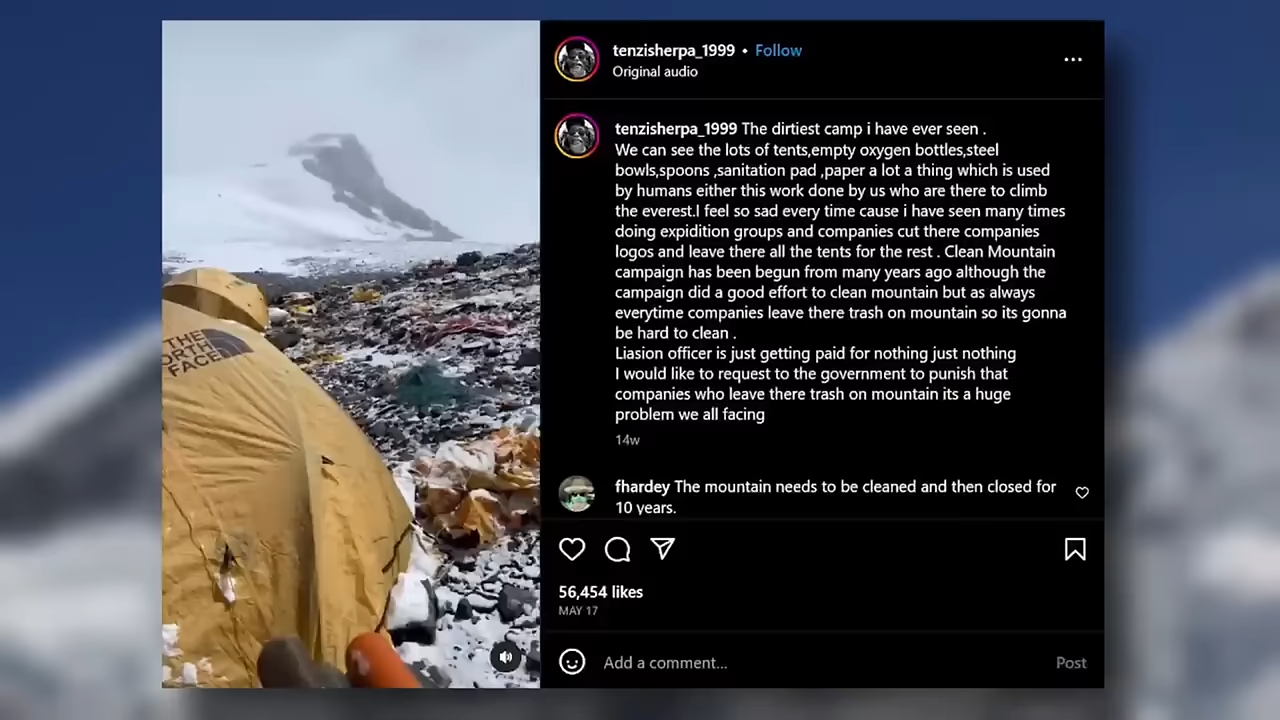 THE
NORTH
FACE
tenzisherpa_1999 • Follow
Original audio
tenzisherpa_1999 The dirtiest camp i have ever seen .
We can see the lots of tents,empty oxygen bottles,steel
bowls,spoons ,sanitation pad ,paper a lot a thing which is used
by humans either this work done by us who are there to climb
the everest.I feel so sad every time cause i have seen many times
doing expidition groups and companies cut there companies
logos and leave there all the tents for the rest . Clean Mountain
campaign has been begun from many years ago although the
campaign did a good effort to clean mountain but as always
everytime companies leave there trash on mountain so its gonna
be hard to clean .
Liasion officer is just getting paid for nothing just nothing
I would like to request to the government to punish that
companies who leave there trash on mountain its a huge
problem we all facing
14w
fhardey The mountain needs to be cleaned and then closed for
10 years.
56,454 likes
MAY 17
Add a comment...
Post